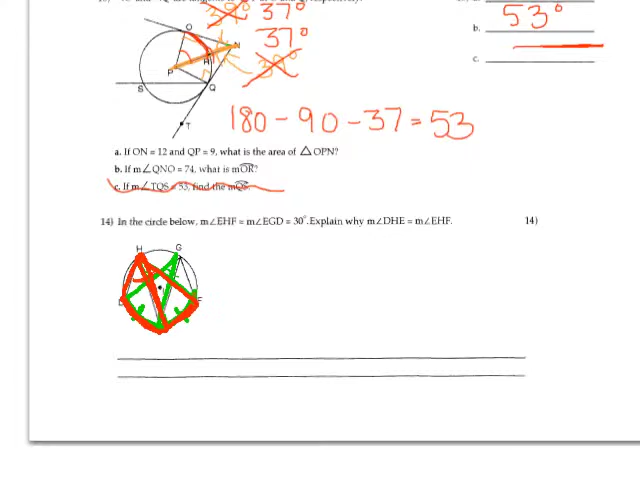 39° 37°
53°
b.
O
N
37°
39°
H
P
c.
S
Q
180 - 90 - 37 = 53
T
a. If ON = 12 and QP = 9, what is the area of △ OPN?
b. If m∠QNO = 74, what is mOR?
c. If m∠TQS = 53, find the mQS.
14) In the circle below, m∠EHF = m∠EGD = 30°. Explain why m∠DHE = m∠EHF. 14)
H G
F